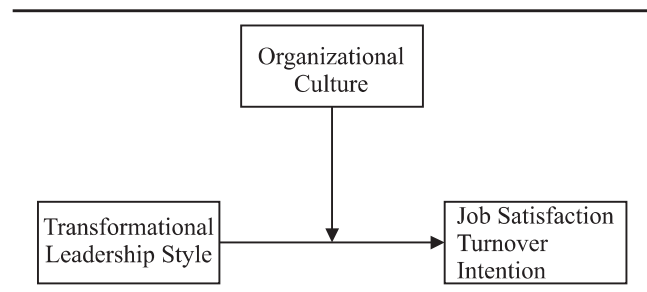 Organizational
Culture
Transformational
Leadership Style
Job Satisfaction
Turnover
Intention